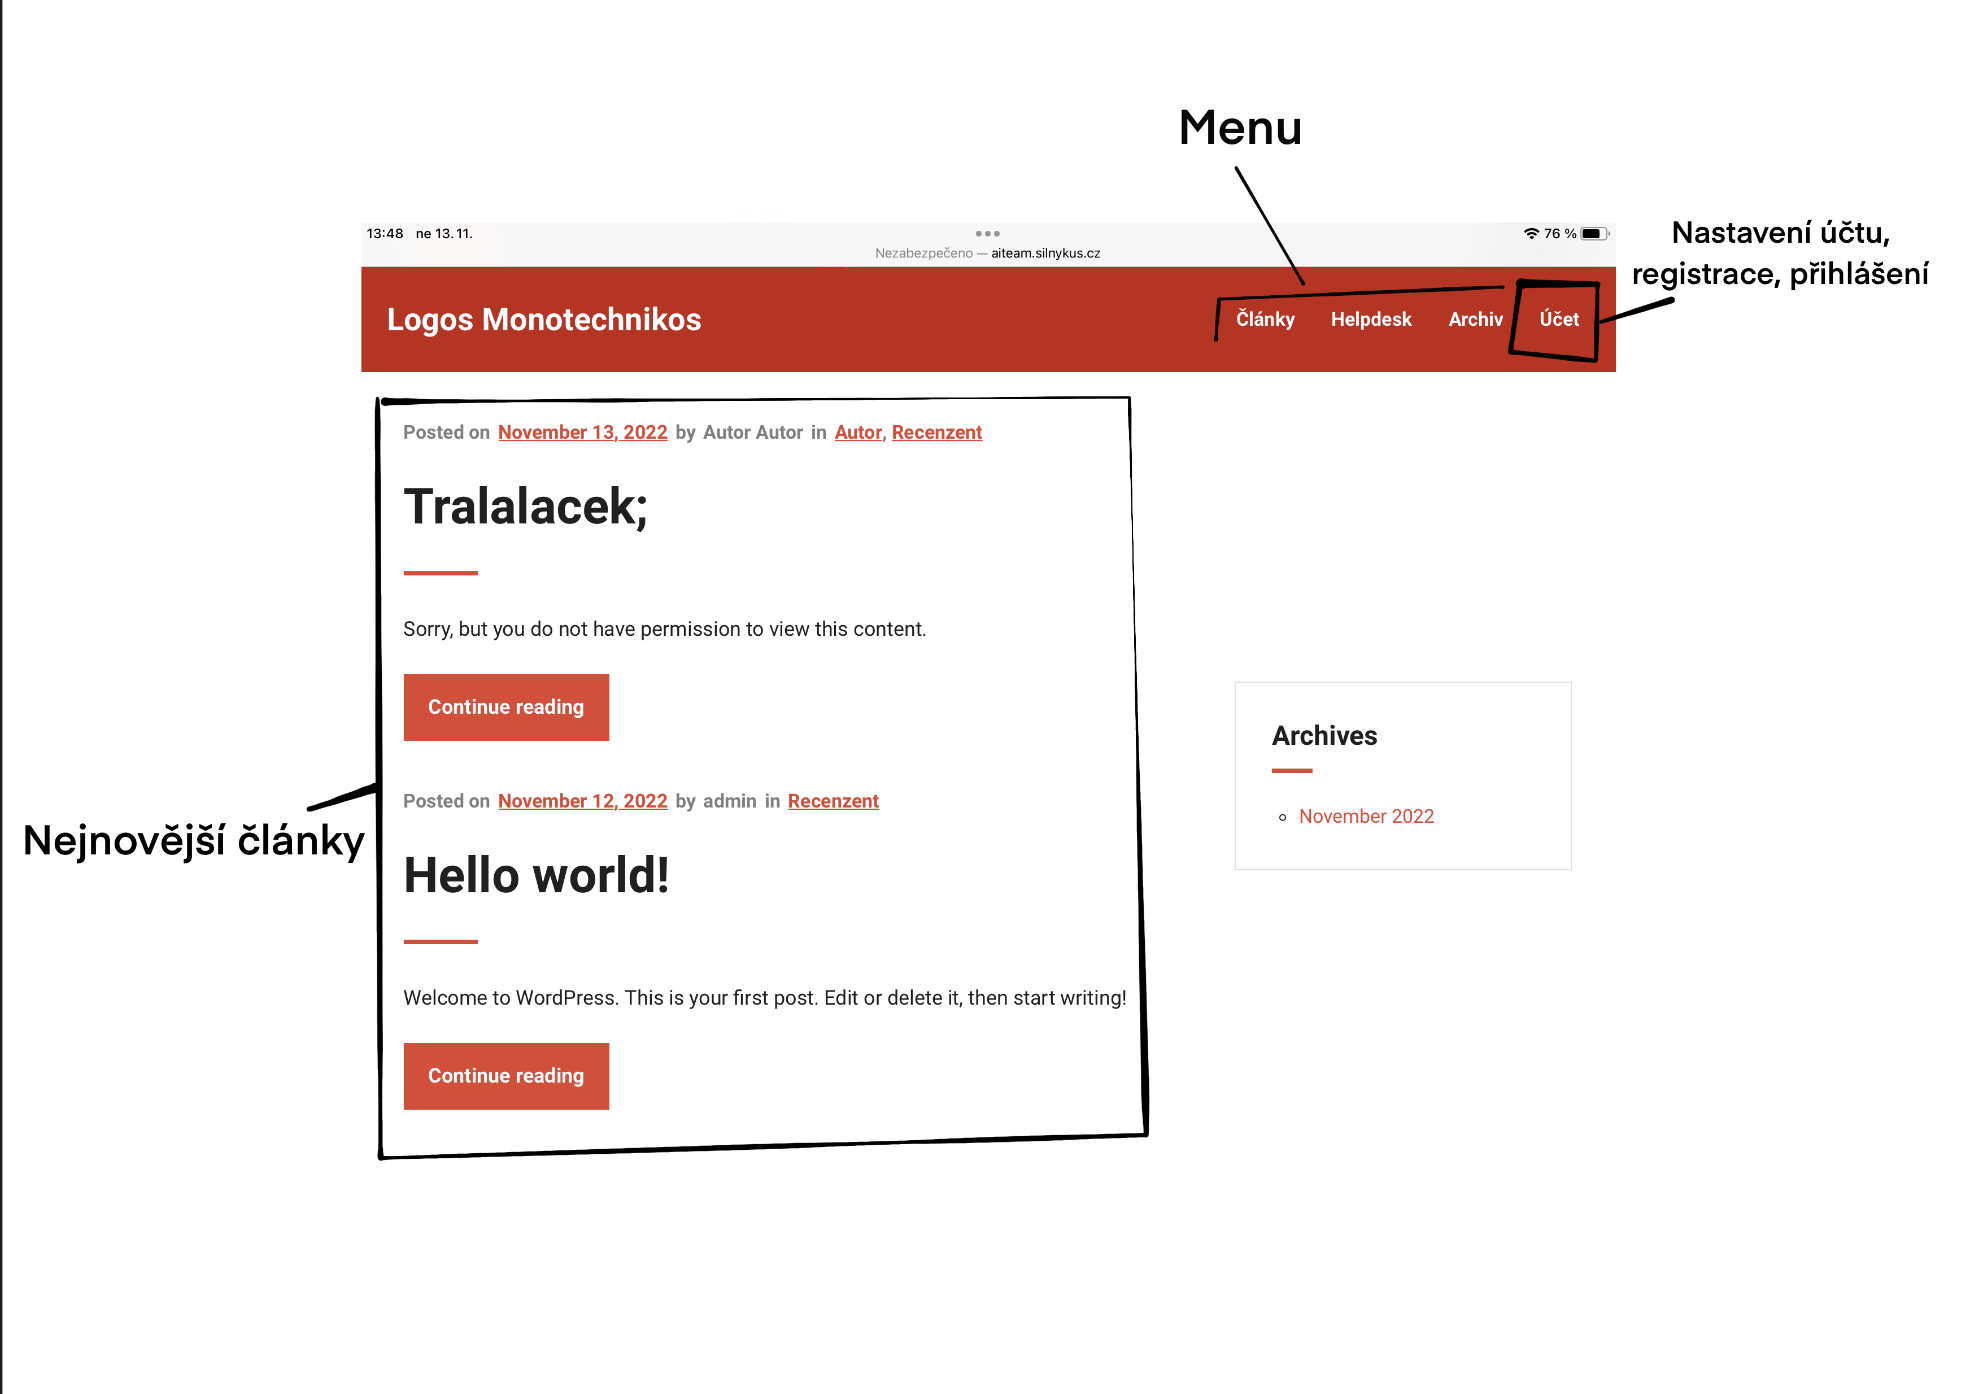 Menu
Nastavení účtu,
registrace, přihlášení
13:48 ne 13. 11.
76 %
Nezabezpečeno — aiteam.silnykus.cz
Logos Monotechnikos
Články Helpdesk Archiv Účet
Posted on November 13, 2022 by Autor Autor in Autor, Recenzent
Tralalacek;
Sorry, but you do not have permission to view this content.
Continue reading
Posted on November 12, 2022 by admin in Recenzent
Hello world!
Welcome to WordPress. This is your first post. Edit or delete it, then start writing!
Continue reading
Nejnovější články
Archives
November 2022